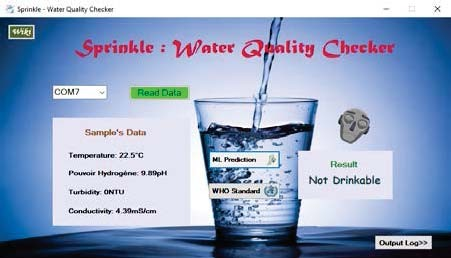 Sprinkle - Water Quality Checker
Wiki
Sprinkle : Water Quality Checker
COM7
Read Data
Sample's Data
Temperature: 22.5°C
Pouvoir Hydrogène: 9.89pH
Turbidity: 0NTU
Conductivity: 4.39mS/cm
ML Prediction
WHO Standard
Result
Not Drinkable
Output Log>>